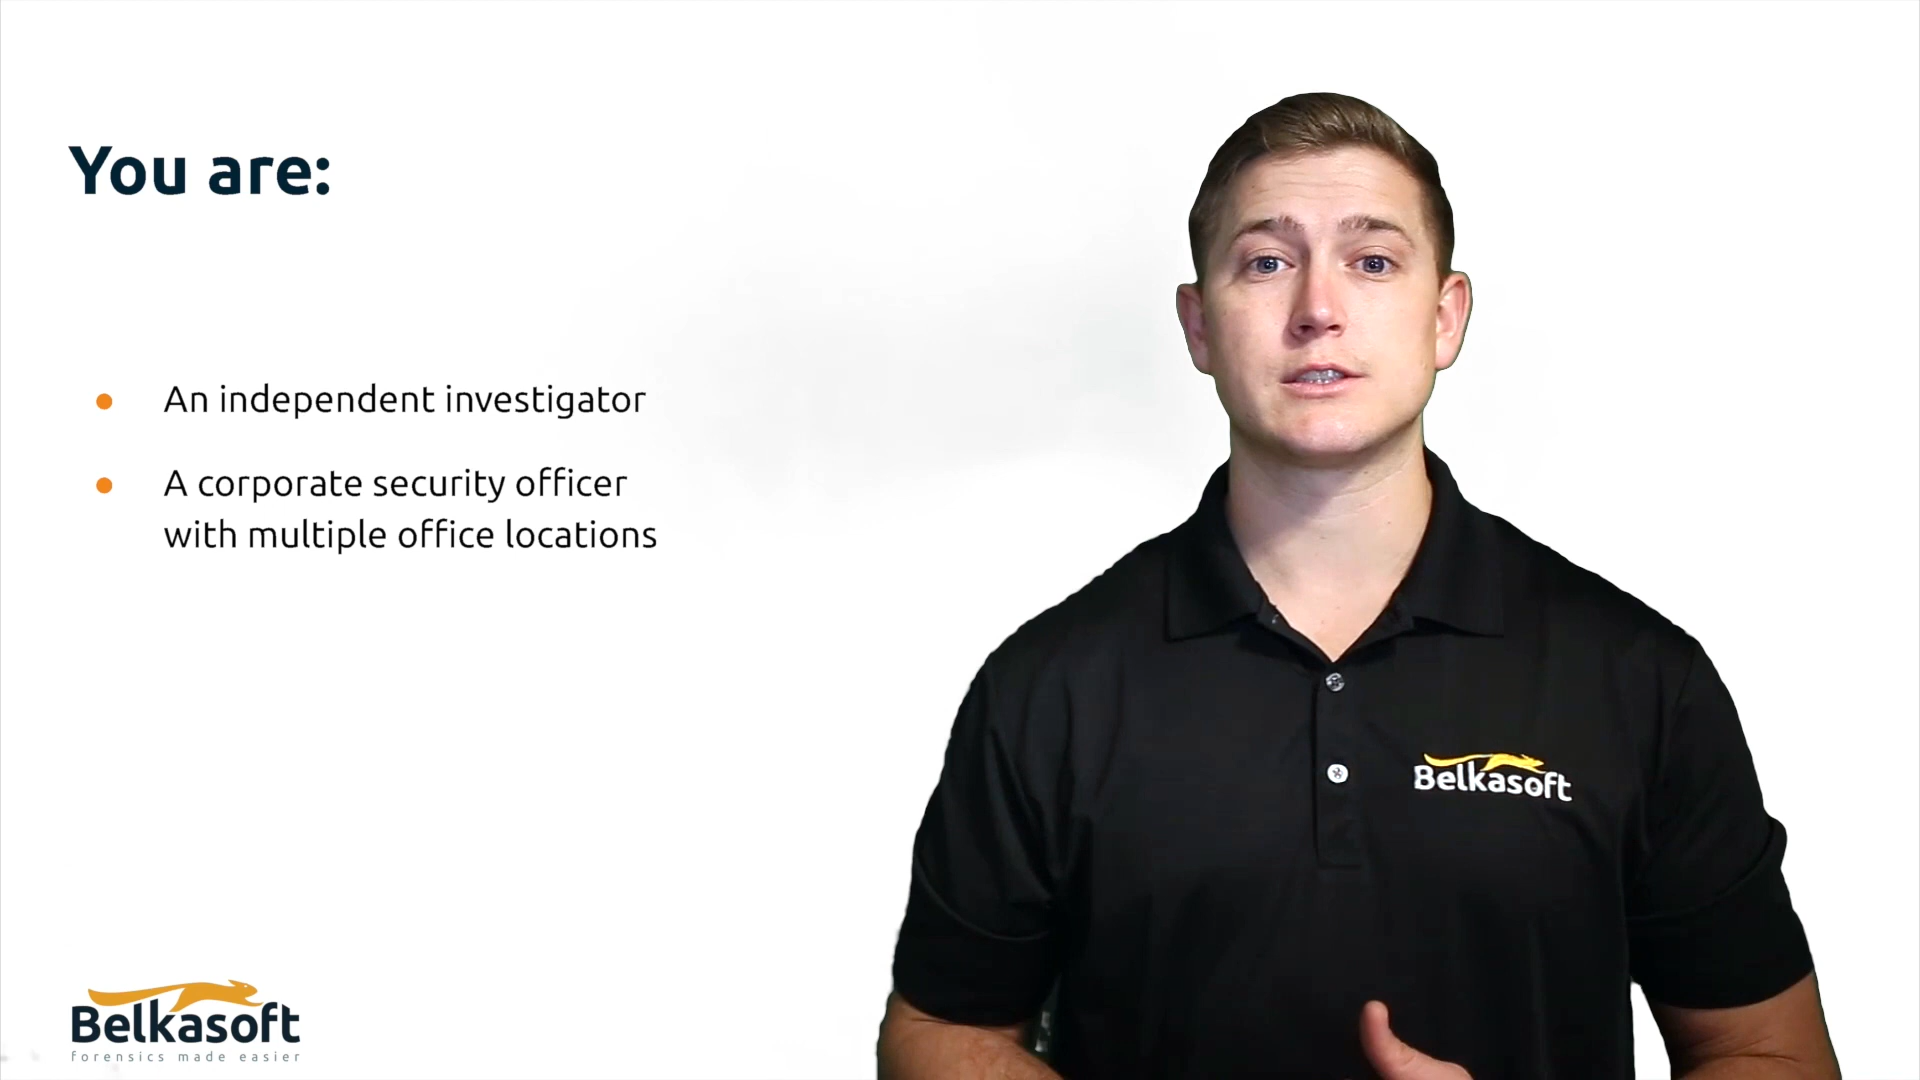 You are:
An independent investigator
A corporate security officer
with multiple office locations
Belkasoft
Belkasoft
forensics made easier